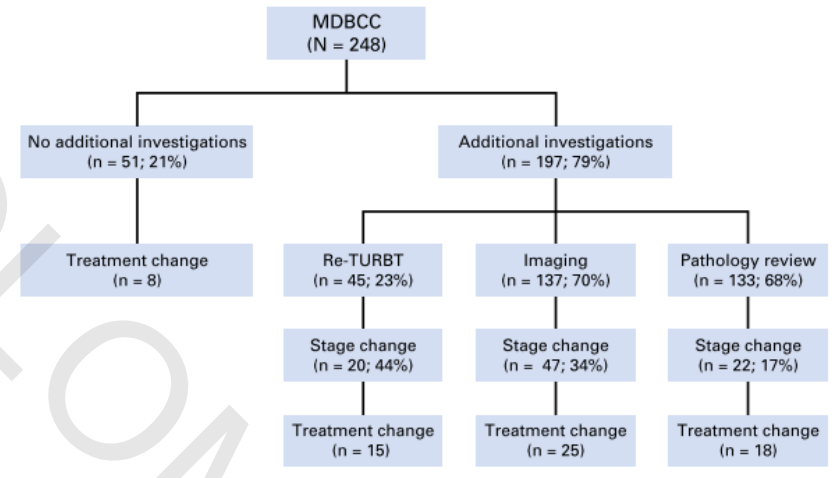 MDBCC
(N = 248)
No additional investigations
(n = 51; 21%)
Additional investigations
(n = 197; 79%)
Treatment change
(n = 8)
Re-TURBT
(n = 45; 23%)
Imaging
(n = 137; 70%)
Pathology review
(n = 133; 68%)
Stage change
(n = 20; 44%)
Stage change
(n = 47; 34%)
Stage change
(n = 22; 17%)
Treatment change
(n = 15)
Treatment change
(n = 25)
Treatment change
(n = 18)